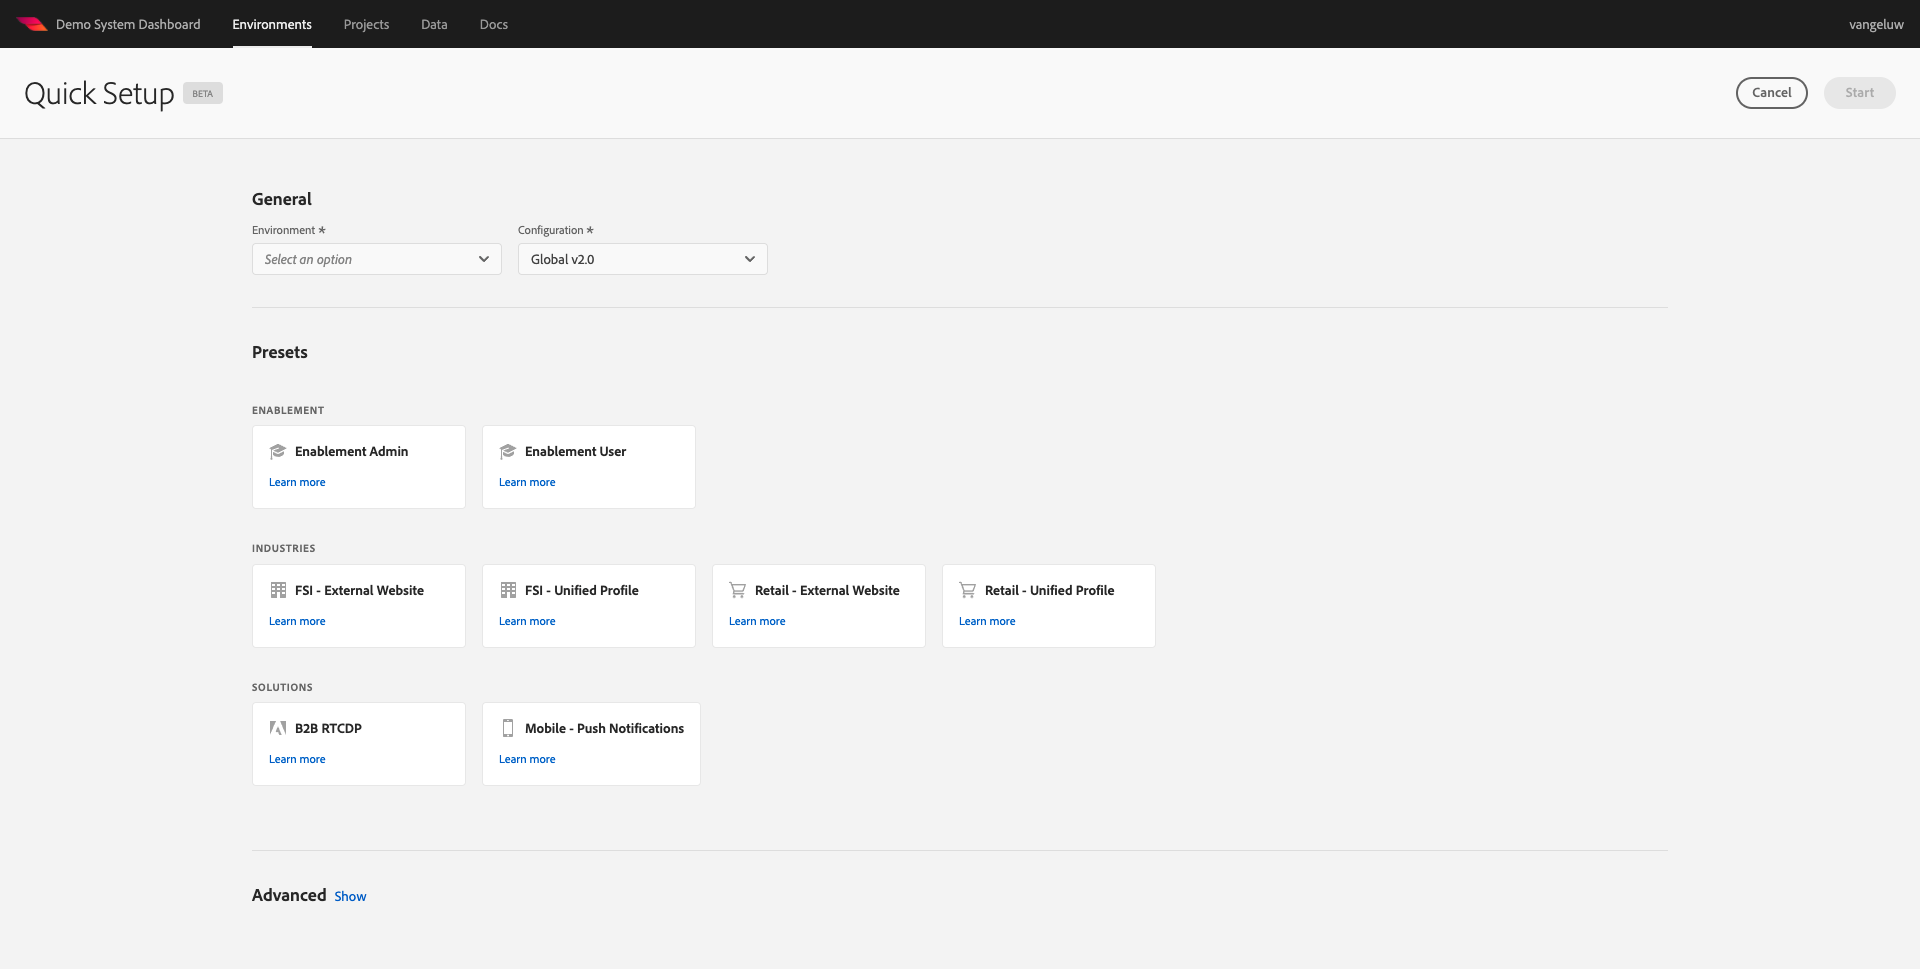 Demo System Dashboard Environments Projects Data Docs vangeluw
Quick Setup BETA Cancel Start
General
Environment * Configuration *
Select an option Global v2.0
Presets
ENABLEMENT
Enablement Admin Enablement User
Learn more Learn more
INDUSTRIES
FSI - External Website FSI - Unified Profile Retail - External Website Retail - Unified Profile
Learn more Learn more Learn more Learn more
SOLUTIONS
B2B RTCDP Mobile - Push Notifications
Learn more Learn more
Advanced Show